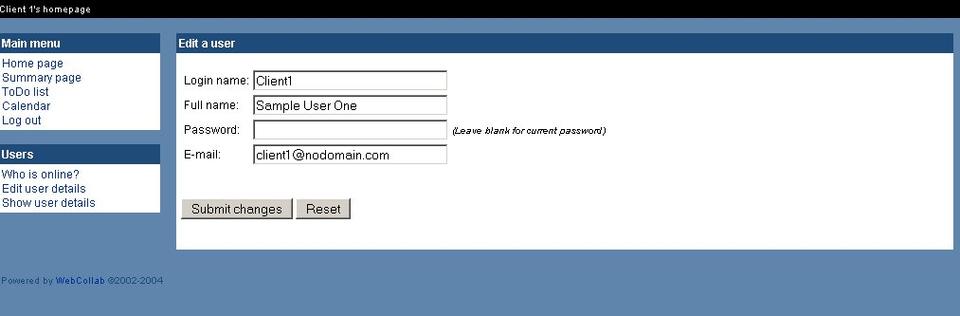 Client 1's homepage
Main menu
Home page
Summary page
ToDo list
Calendar
Log out
Users
Who is online?
Edit user details
Show user details
Edit a user
Login name: Client1
Full name: Sample User One
Password: (Leave blank for current password)
E-mail: client1@nodomain.com
Submit changes Reset
Powered by WebCollab ©2002-2004